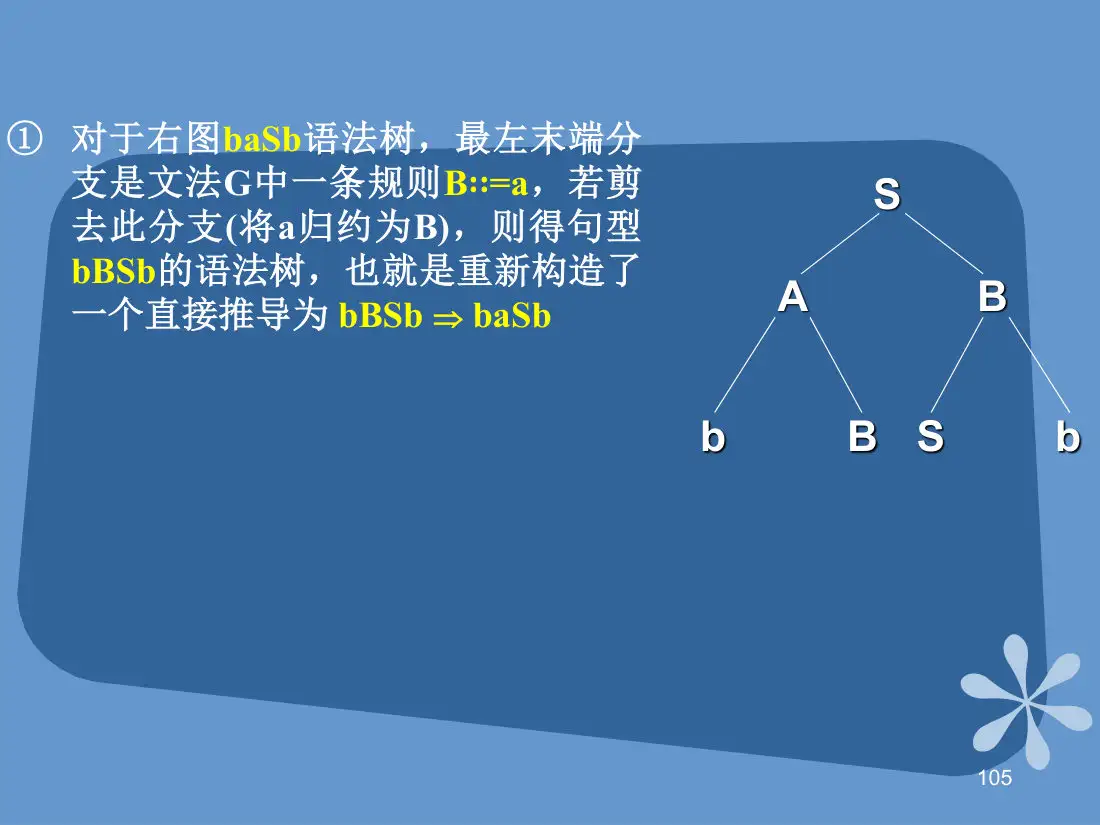 ① 对于右图baSb语法树，最左末端分
支是文法G中一条规则B::=a，若剪
去此分支(将a归约为B)，则得句型
bBSb的语法树，也就是重新构造了
一个直接推导为 bBSb ⇒ baSb
S
A B
b B S b
105